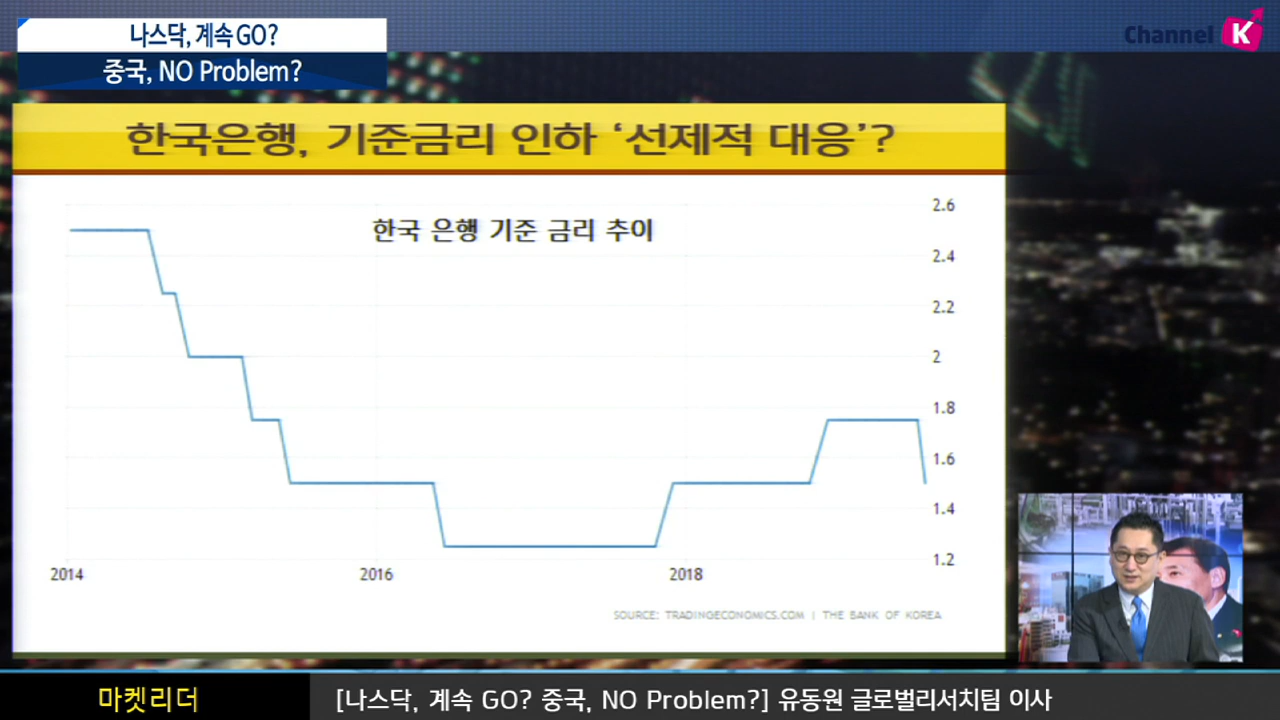 나스닥, 계속 GO?
중국, NO Problem?
Channel K
한국은행, 기준금리 인하 ‘선제적 대응’?
한국 은행 기준 금리 추이
2.6
2.4
2.2
2
1.8
1.6
1.4
1.2
2014 2016 2018
SOURCE: TRADINGECONOMICS.COM | THE BANK OF KOREA
마켓리더 [나스닥, 계속 GO? 중국, NO Problem?] 유동원 글로벌리서치팀 이사